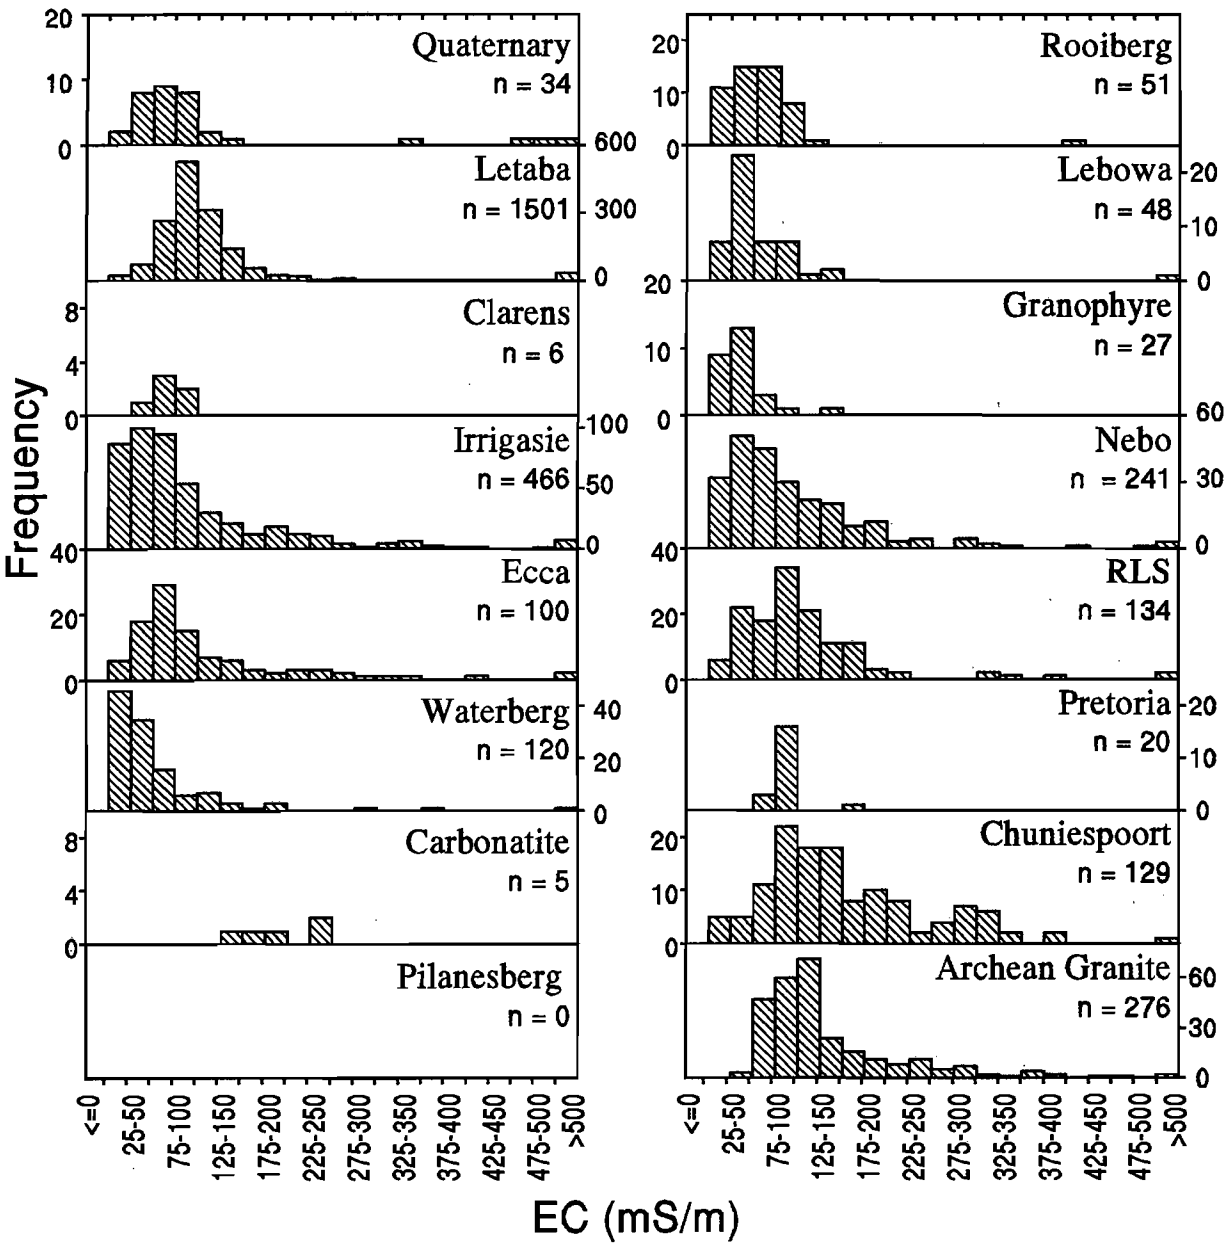 20
10
0
Quaternary
n = 34
600
300
0
Letaba
n = 1501
8
4
0
Clarens
n = 6
100
50
0
Irrigasie
n = 466
40
20
0
Ecca
n = 100
40
20
0
Waterberg
n = 120
8
4
0
Carbonatite
n = 5
Pilanesberg
n = 0
20
10
0
Rooiberg
n = 51
20
10
0
Lebowa
n = 48
20
10
0
Granophyre
n = 27
60
30
0
Nebo
n = 241
40
20
0
RLS
n = 134
20
10
0
Pretoria
n = 20
20
10
0
Chuniespoort
n = 129
60
30
0
Archean Granite
n = 276
Frequency
<=0
25-50
75-100
125-150
175-200
225-250
275-300
325-350
375-400
425-450
475-500
>500
<=0
25-50
75-100
125-150
175-200
225-250
275-300
325-350
375-400
425-450
475-500
>500
EC (mS/m)